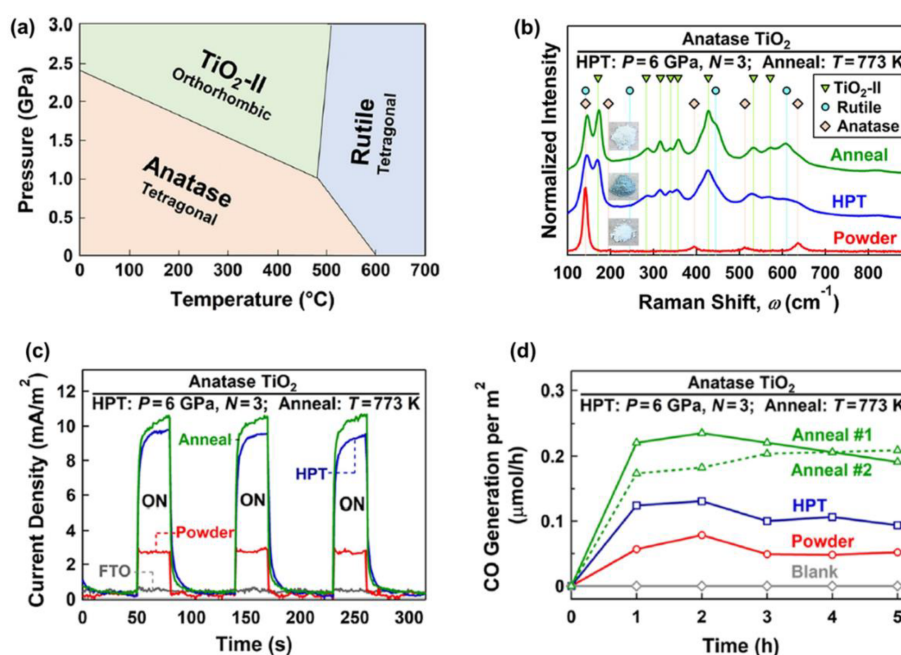 (a)
3.0
2.5
2.0
1.5
1.0
0.5
0
Pressure (GPa)
TiO₂-II
Orthorhombic
Anatase
Tetragonal
Rutile
Tetragonal
0 100 200 300 400 500 600 700
Temperature (°C)
(b)
Anatase TiO₂
HPT: P = 6 GPa, N = 3; Anneal: T = 773 K
TiO₂-II
Rutile
Anatase
Normalized Intensity
Anneal
HPT
Powder
100 200 300 400 500 600 700 800
Raman Shift, ω (cm⁻¹)
(c)
Anatase TiO₂
HPT: P = 6 GPa, N = 3; Anneal: T = 773 K
12
10
8
6
4
2
0
Current Density (mA/m²)
Anneal
HPT
ON ON ON
Powder
FTO
0 50 100 150 200 250 300
Time (s)
(d)
Anatase TiO₂
HPT: P = 6 GPa, N = 3; Anneal: T = 773 K
0.3
0.2
0.1
0
CO Generation per m²
(μmol/h)
Anneal #1
Anneal #2
HPT
Powder
Blank
0 1 2 3 4 5
Time (h)